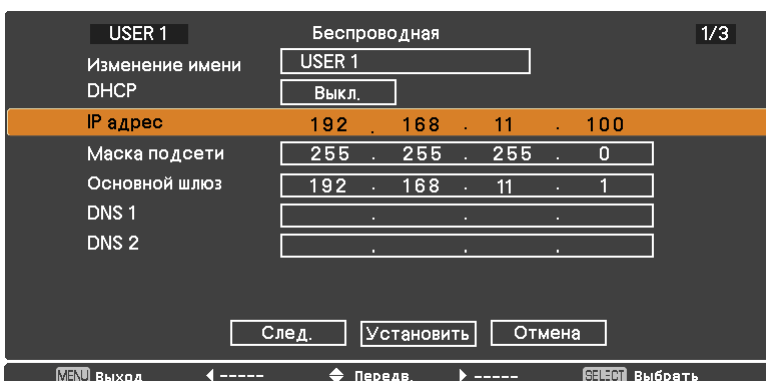 USER 1 Беспроводная 1/3
Изменение имени USER 1
DHCP Выкл.
IP адрес 192 . 168 . 11 . 100
Маска подсети 255 . 255 . 255 . 0
Основной шлюз 192 . 168 . 11 . 1
DNS 1 . . .
DNS 2 . . .
След. Установить Отмена
MENU Выход ----- Передв. ----- SELECT Выбрать